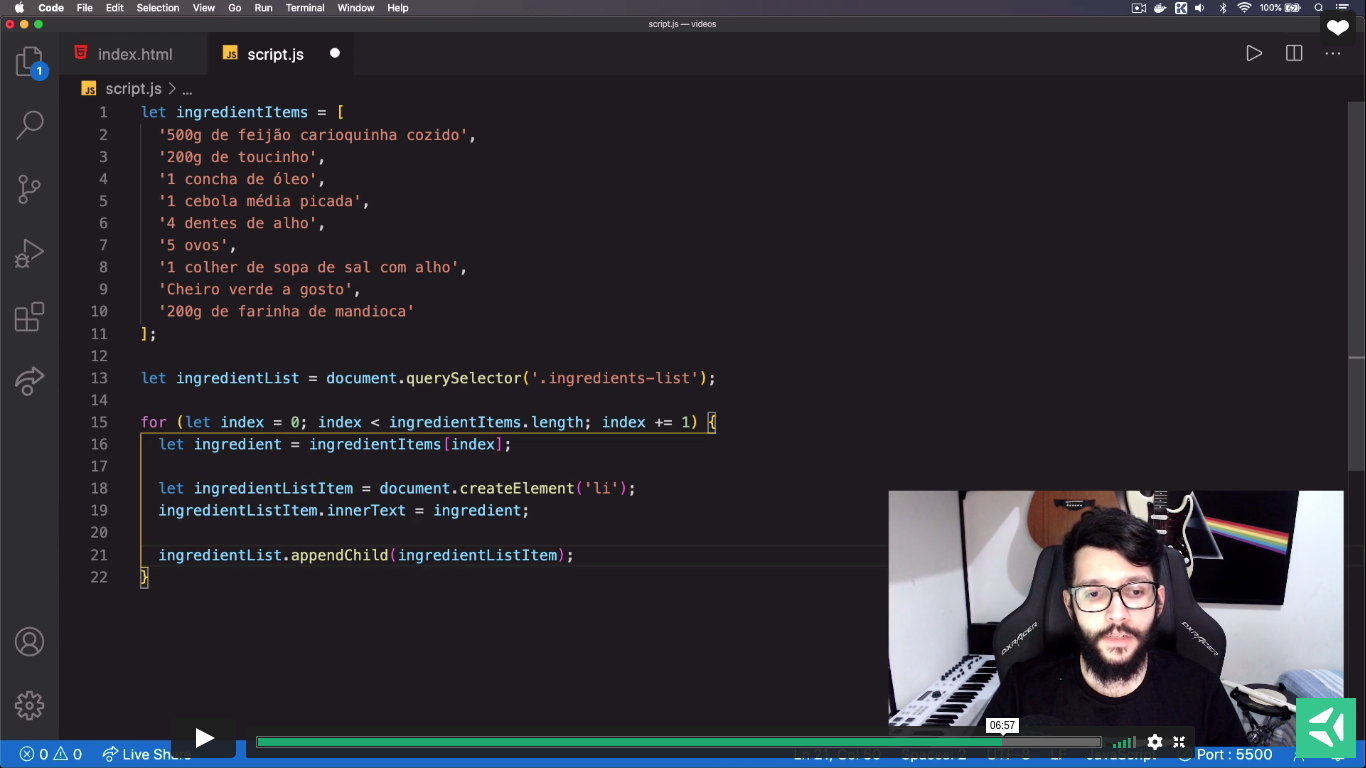 Code File Edit Selection View Go Run Terminal Window Help 100%
script.js — videos
index.html script.js
1
script.js > ...
1 let ingredientItems = [
2 '500g de feijão carioquinha cozido',
3 '200g de toucinho',
4 '1 concha de óleo',
5 '1 cebola média picada',
6 '4 dentes de alho',
7 '5 ovos',
8 '1 colher de sopa de sal com alho',
9 'Cheiro verde a gosto',
10 '200g de farinha de mandioca'
11 ];
12
13 let ingredientList = document.querySelector('.ingredients-list');
14
15 for (let index = 0; index < ingredientItems.length; index += 1) {
16 let ingredient = ingredientItems[index];
17
18 let ingredientListItem = document.createElement('li');
19 ingredientListItem.innerText = ingredient;
20
21 ingredientList.appendChild(ingredientListItem);
22 }
DXRACER DXRACER
06:57
0 0 Live Share Ln 21, Col 50 Spaces: 2 UTF-8 LF JavaScript Port : 5500